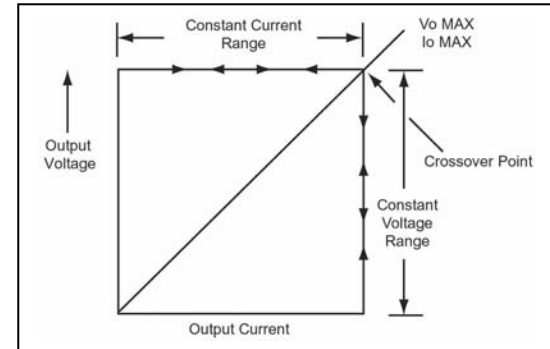 Constant Current
Range
Vo MAX
Io MAX
Output
Voltage
Crossover Point
Constant
Voltage
Range
Output Current